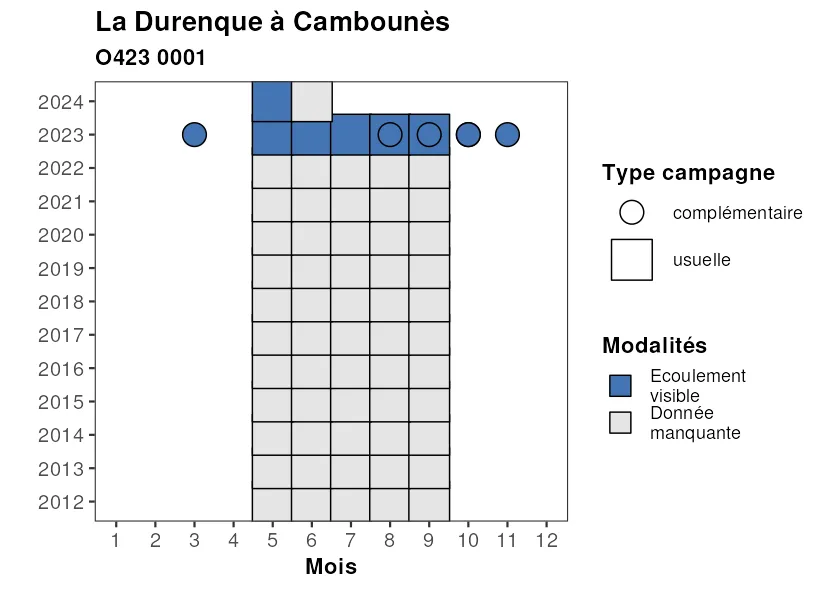 La Durenque à Cambounès
O423 0001
2024
2023
2022
2021
2020
2019
2018
2017
2016
2015
2014
2013
2012
1 2 3 4 5 6 7 8 9 10 11 12
Mois
Type campagne
complémentaire
usuelle
Modalités
Ecoulement
visible
Donnée
manquante